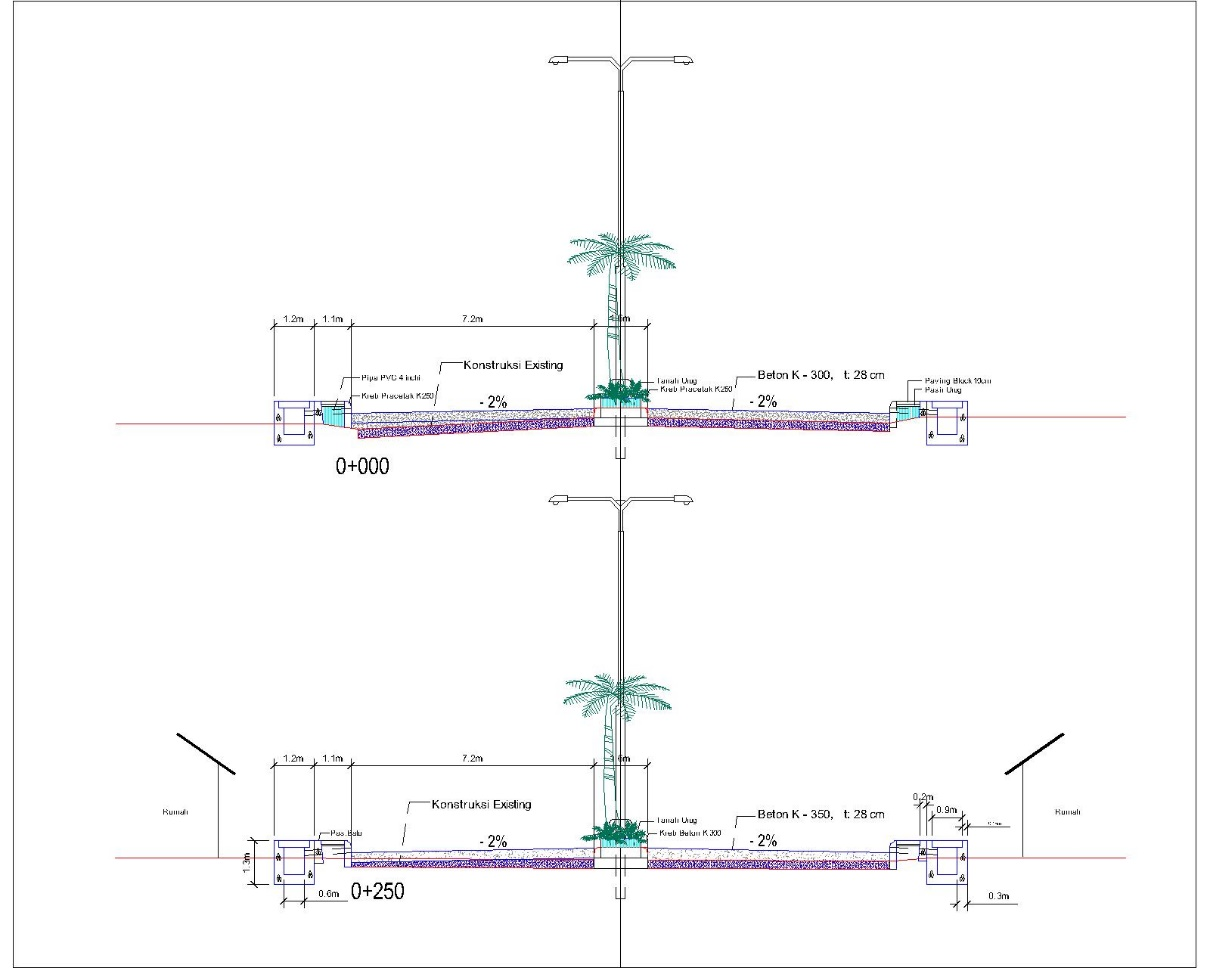 1.2m 1.1m 7.2m
Konstruksi Existing
Pipa PVC 4 inchi
Kreb Pracetak K250
Tanah Urug
Kreb Pracetak K250
Beton K - 300, t: 28 cm
Paving Block 10cm
Pasir Urug
- 2% - 2%
0+000
1.2m 1.1m 7.2m
Rumah
Konstruksi Existing
Tanah Urug
Kreb Beton K300
Beton K - 350, t: 28 cm
0.2m
0.9m
Rumah
Pas.Batu
- 2% - 2%
1.3m
0.6m
0+250
0.3m